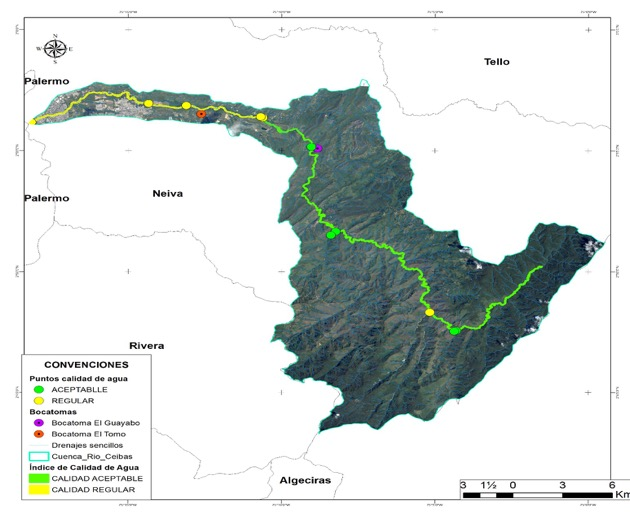 N
W E
S
Tello
Palermo
Palermo
Neiva
Rivera
Algeciras
CONVENCIONES
Puntos calidad de agua
ACEPTABLLE
REGULAR
Bocatomas
Bocatoma El Guayabo
Bocatoma El Tomo
Drenajes sencillos
Cuenca_Rio_Ceibas
Índice de Calidad de Agua
CALIDAD ACEPTABLE
CALIDAD REGULAR
3 1½ 0 3 6
Km